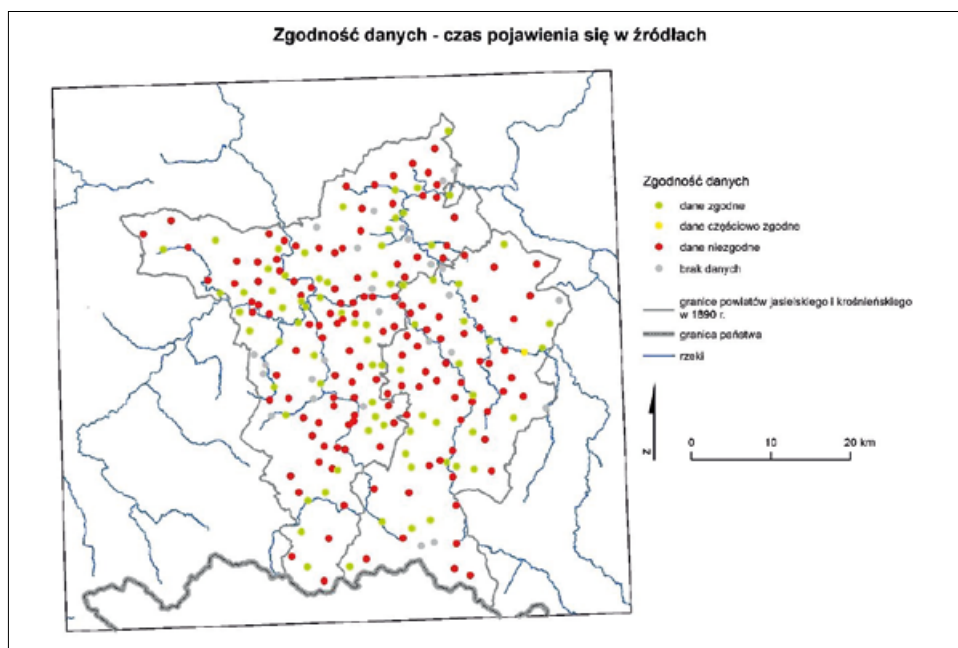 Zgodność danych - czas pojawienia się w źródłach
Zgodność danych
dane zgodne
dane częściowo zgodne
dane niezgodne
brak danych
granice powiatów jasielskiego i krośnieńskiego
w 1890 r.
granica państwa
rzeki
N
0 10 20 km